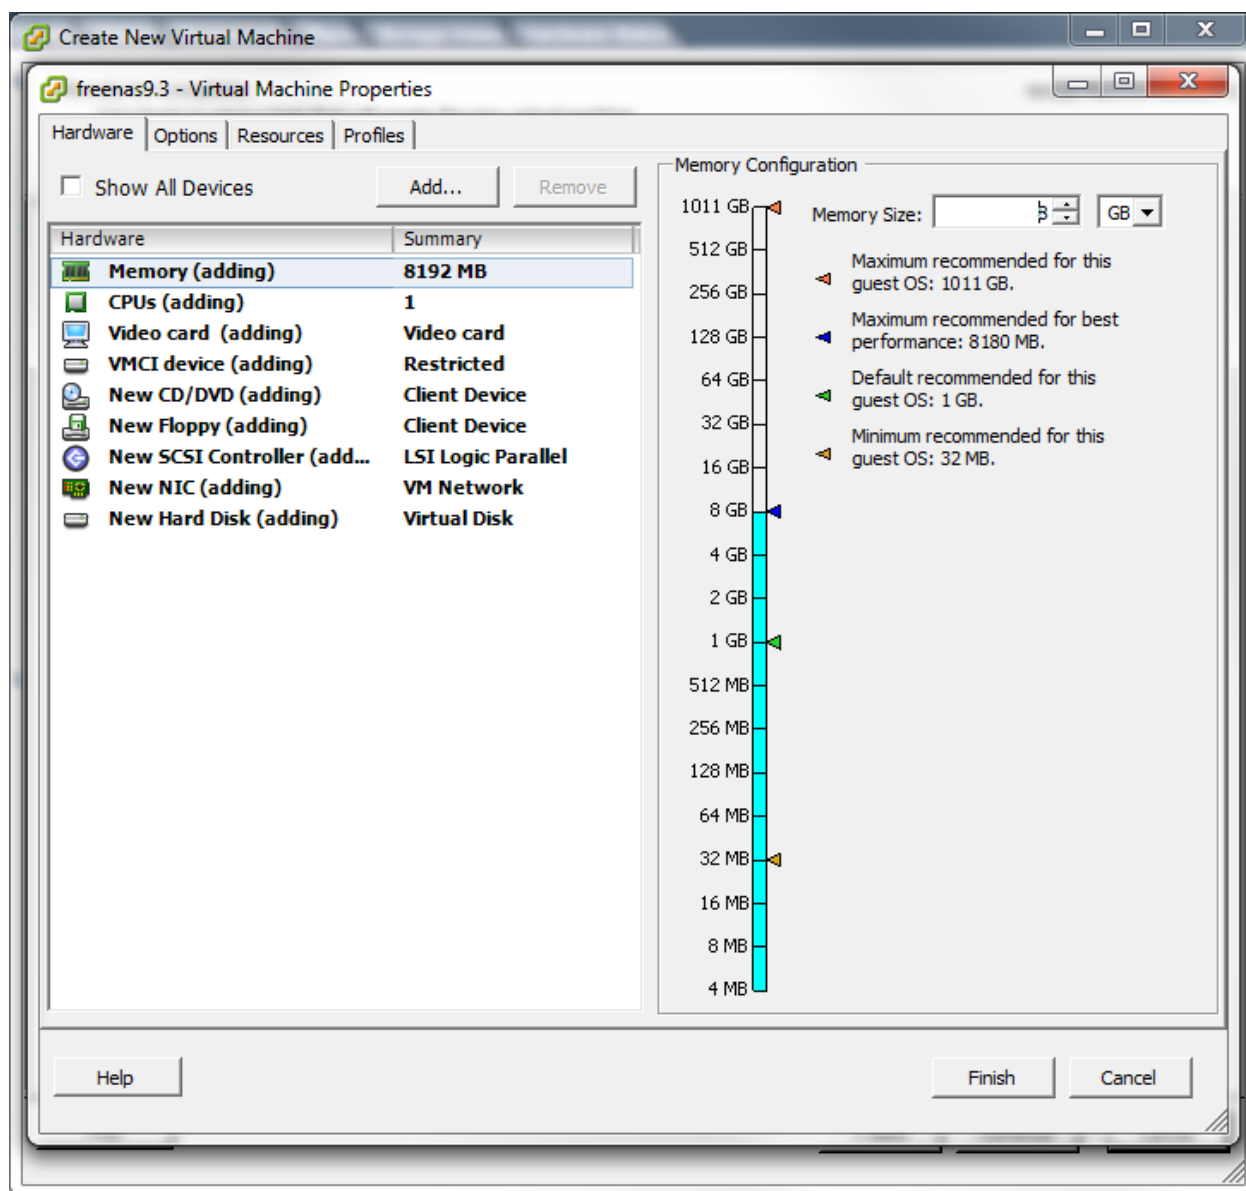 Create New Virtual Machine
freenas9.3 - Virtual Machine Properties
Hardware Options Resources Profiles
Show All Devices Add... Remove
Hardware Summary
Memory (adding) 8192 MB
CPUs (adding) 1
Video card (adding) Video card
VMCI device (adding) Restricted
New CD/DVD (adding) Client Device
New Floppy (adding) Client Device
New SCSI Controller (add... LSI Logic Parallel
New NIC (adding) VM Network
New Hard Disk (adding) Virtual Disk
Memory Configuration
1011 GB
512 GB
256 GB
128 GB
64 GB
32 GB
16 GB
8 GB
4 GB
2 GB
1 GB
512 MB
256 MB
128 MB
64 MB
32 MB
16 MB
8 MB
4 MB
Memory Size: 8 GB
Maximum recommended for this
guest OS: 1011 GB.
Maximum recommended for best
performance: 8180 MB.
Default recommended for this
guest OS: 1 GB.
Minimum recommended for this
guest OS: 32 MB.
Help Finish Cancel